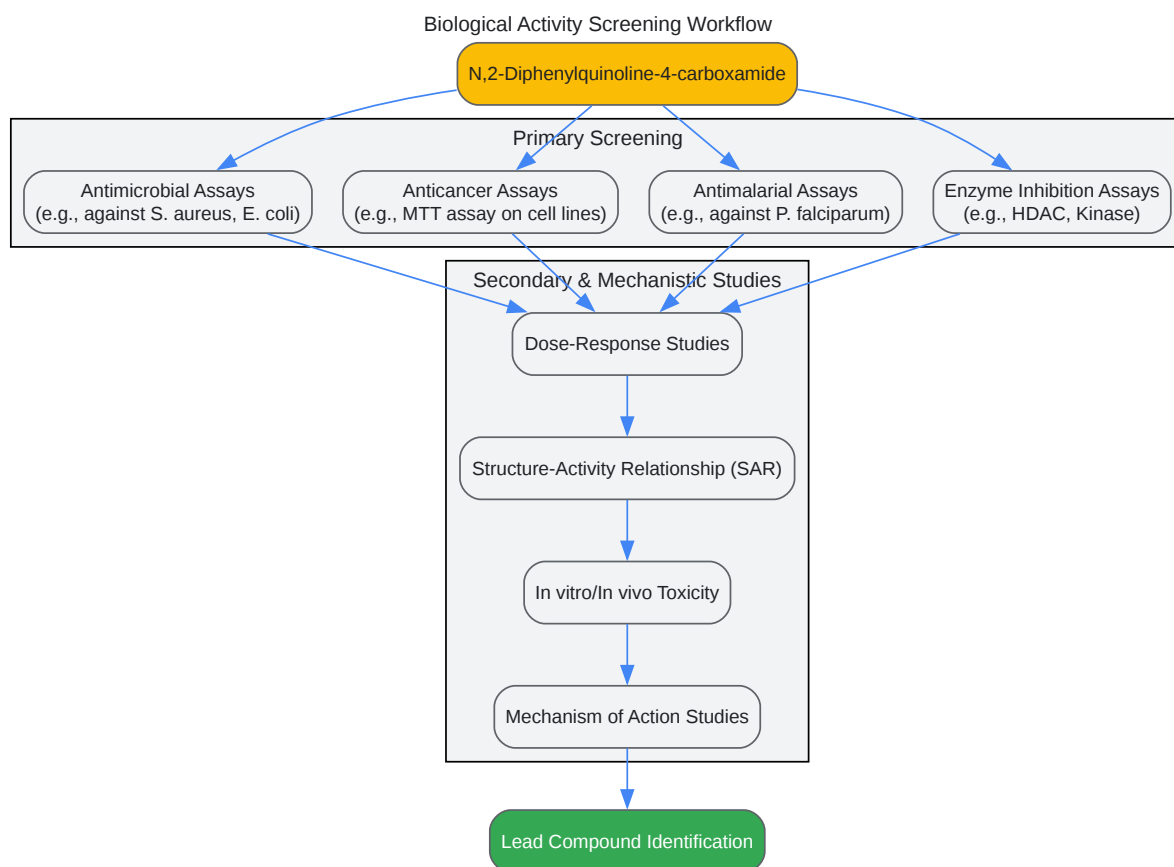 Biological Activity Screening Workflow
N,2-Diphenylquinoline-4-carboxamide
Primary Screening
Antimicrobial Assays
(e.g., against S. aureus, E. coli)
Anticancer Assays
(e.g., MTT assay on cell lines)
Antimalarial Assays
(e.g., against P. falciparum)
Enzyme Inhibition Assays
(e.g., HDAC, Kinase)
Secondary & Mechanistic Studies
Dose-Response Studies
Structure-Activity Relationship (SAR)
In vitro/In vivo Toxicity
Mechanism of Action Studies
Lead Compound Identification